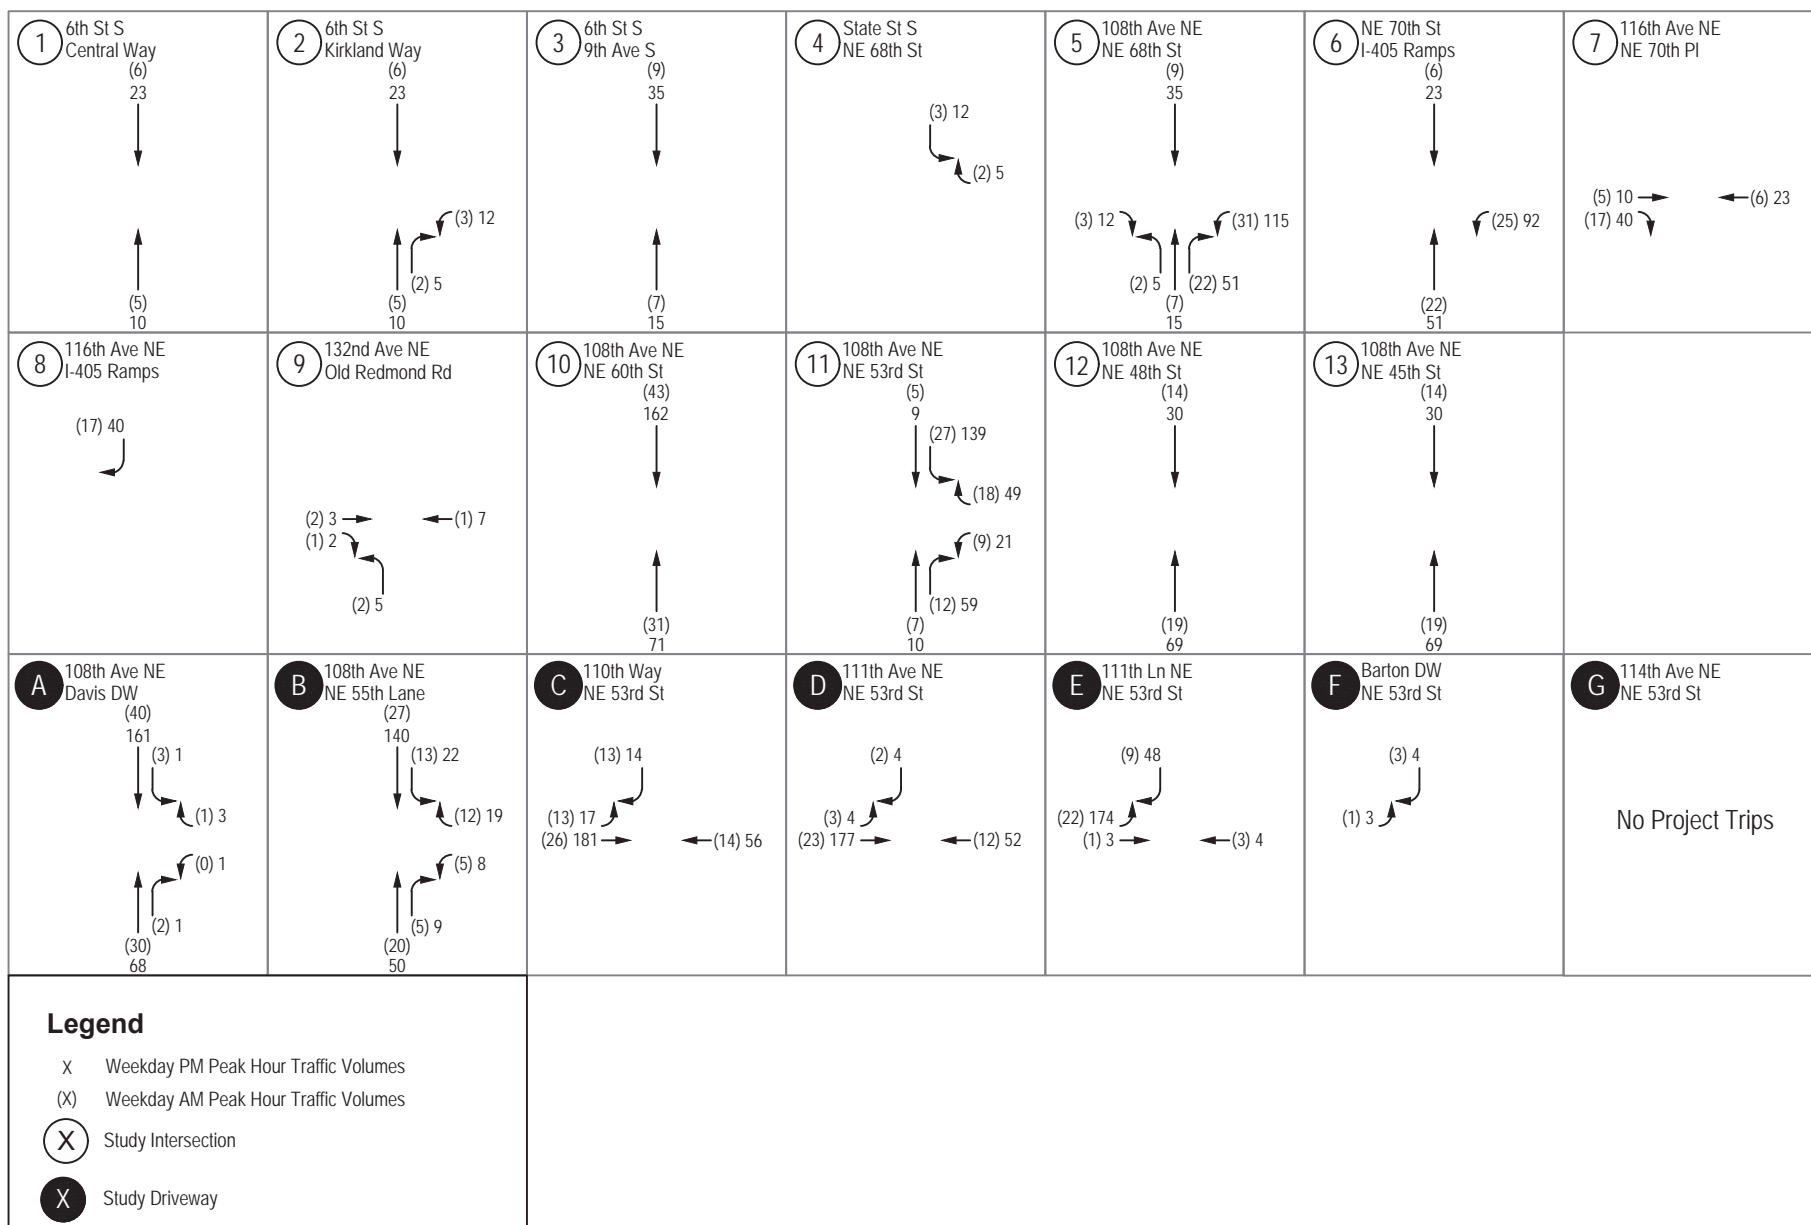 1
6th St S
Central Way
(6)
23
(5)
10
2
6th St S
Kirkland Way
(6)
23
(3) 12
(2) 5
(5)
10
3
6th St S
9th Ave S
(9)
35
(7)
15
4
State St S
NE 68th St
(3) 12
(2) 5
5
108th Ave NE
NE 68th St
(9)
35
(3) 12
(31) 115
(2) 5
(22) 51
(7)
15
6
NE 70th St
I-405 Ramps
(6)
23
(25) 92
(22)
51
7
116th Ave NE
NE 70th Pl
(5) 10
(6) 23
(17) 40
8
116th Ave NE
I-405 Ramps
(17) 40
9
132nd Ave NE
Old Redmond Rd
(2) 3
(1) 7
(1) 2
(2) 5
10
108th Ave NE
NE 60th St
(43)
162
(31)
71
11
108th Ave NE
NE 53rd St
(5)
9
(27) 139
(18) 49
(9) 21
(12) 59
(7)
10
12
108th Ave NE
NE 48th St
(14)
30
(19)
69
13
108th Ave NE
NE 45th St
(14)
30
(19)
69
A
108th Ave NE
Davis DW
(40)
161
(3) 1
(1) 3
(0) 1
(2) 1
(30)
68
B
108th Ave NE
NE 55th Lane
(27)
140
(13) 22
(12) 19
(5) 8
(5) 9
(20)
50
C
110th Way
NE 53rd St
(13) 14
(13) 17
(26) 181
(14) 56
D
111th Ave NE
NE 53rd St
(2) 4
(3) 4
(23) 177
(12) 52
E
111th Ln NE
NE 53rd St
(9) 48
(22) 174
(1) 3
(3) 4
F
Barton DW
NE 53rd St
(3) 4
(1) 3
G
114th Ave NE
NE 53rd St
No Project Trips
Legend
X Weekday PM Peak Hour Traffic Volumes
(X) Weekday AM Peak Hour Traffic Volumes
X Study Intersection
X Study Driveway